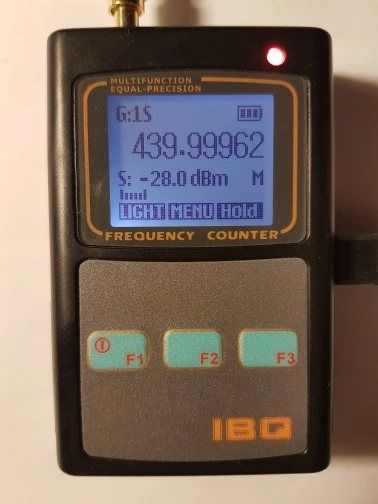 MULTIFUNCTION
EQUAL-PRECISION
G:1S
439.99962
S: -28.0 dBm M
LIGHT MENU Hold
FREQUENCY COUNTER
F1 F2 F3
IBQ